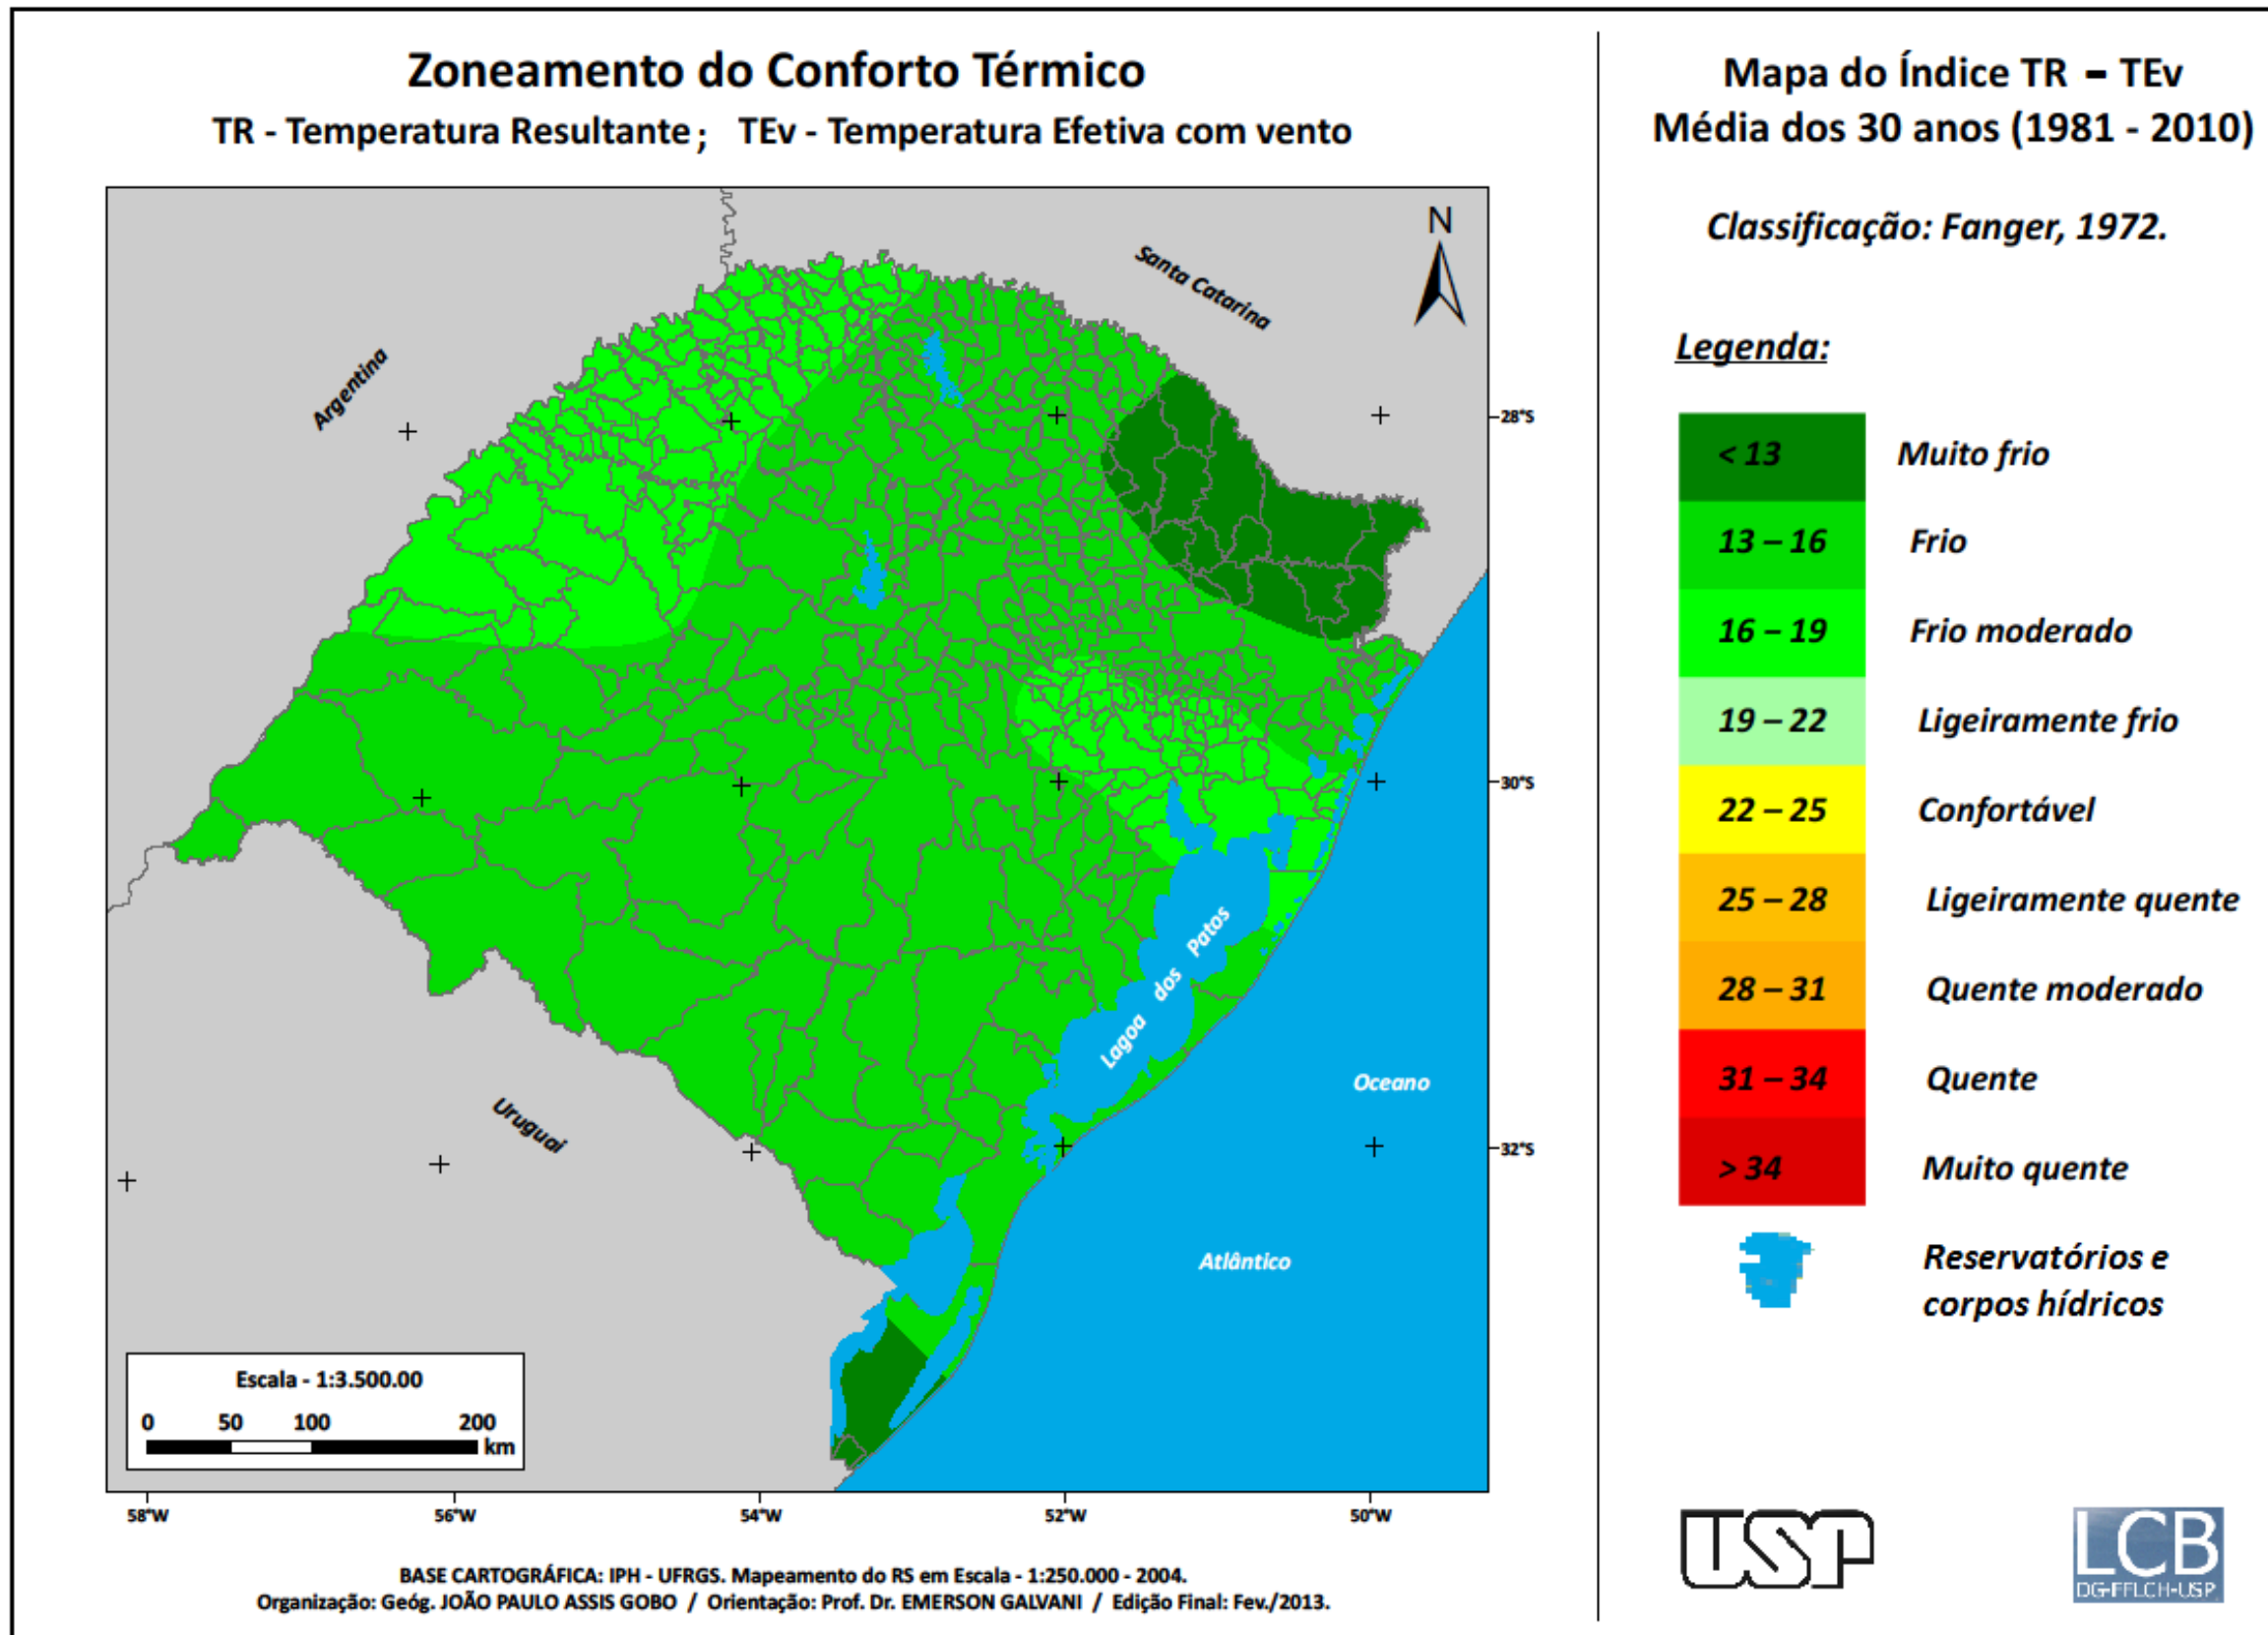 Zoneamento do Conforto Térmico
TR - Temperatura Resultante; TEv - Temperatura Efetiva com vento
N
Santa Catarina
Argentina
28°S
30°S
32°S
Lagoa dos Patos
Oceano
Atlântico
Uruguai
Escala - 1:3.500.00
0 50 100 200
km
58°W 56°W 54°W 52°W 50°W
BASE CARTOGRÁFICA: IPH - UFRGS. Mapeamento do RS em Escala - 1:250.000 - 2004.
Organização: Geóg. JOÃO PAULO ASSIS GOBO / Orientação: Prof. Dr. EMERSON GALVANI / Edição Final: Fev./2013.
Mapa do Índice TR - TEv
Média dos 30 anos (1981 - 2010)
Classificação: Fanger, 1972.
Legenda:
< 13 Muito frio
13 – 16 Frio
16 – 19 Frio moderado
19 – 22 Ligeiramente frio
22 – 25 Confortável
25 – 28 Ligeiramente quente
28 – 31 Quente moderado
31 – 34 Quente
> 34 Muito quente
Reservatórios e
corpos hídricos
USP
LCB
DG-FFLCH-USP